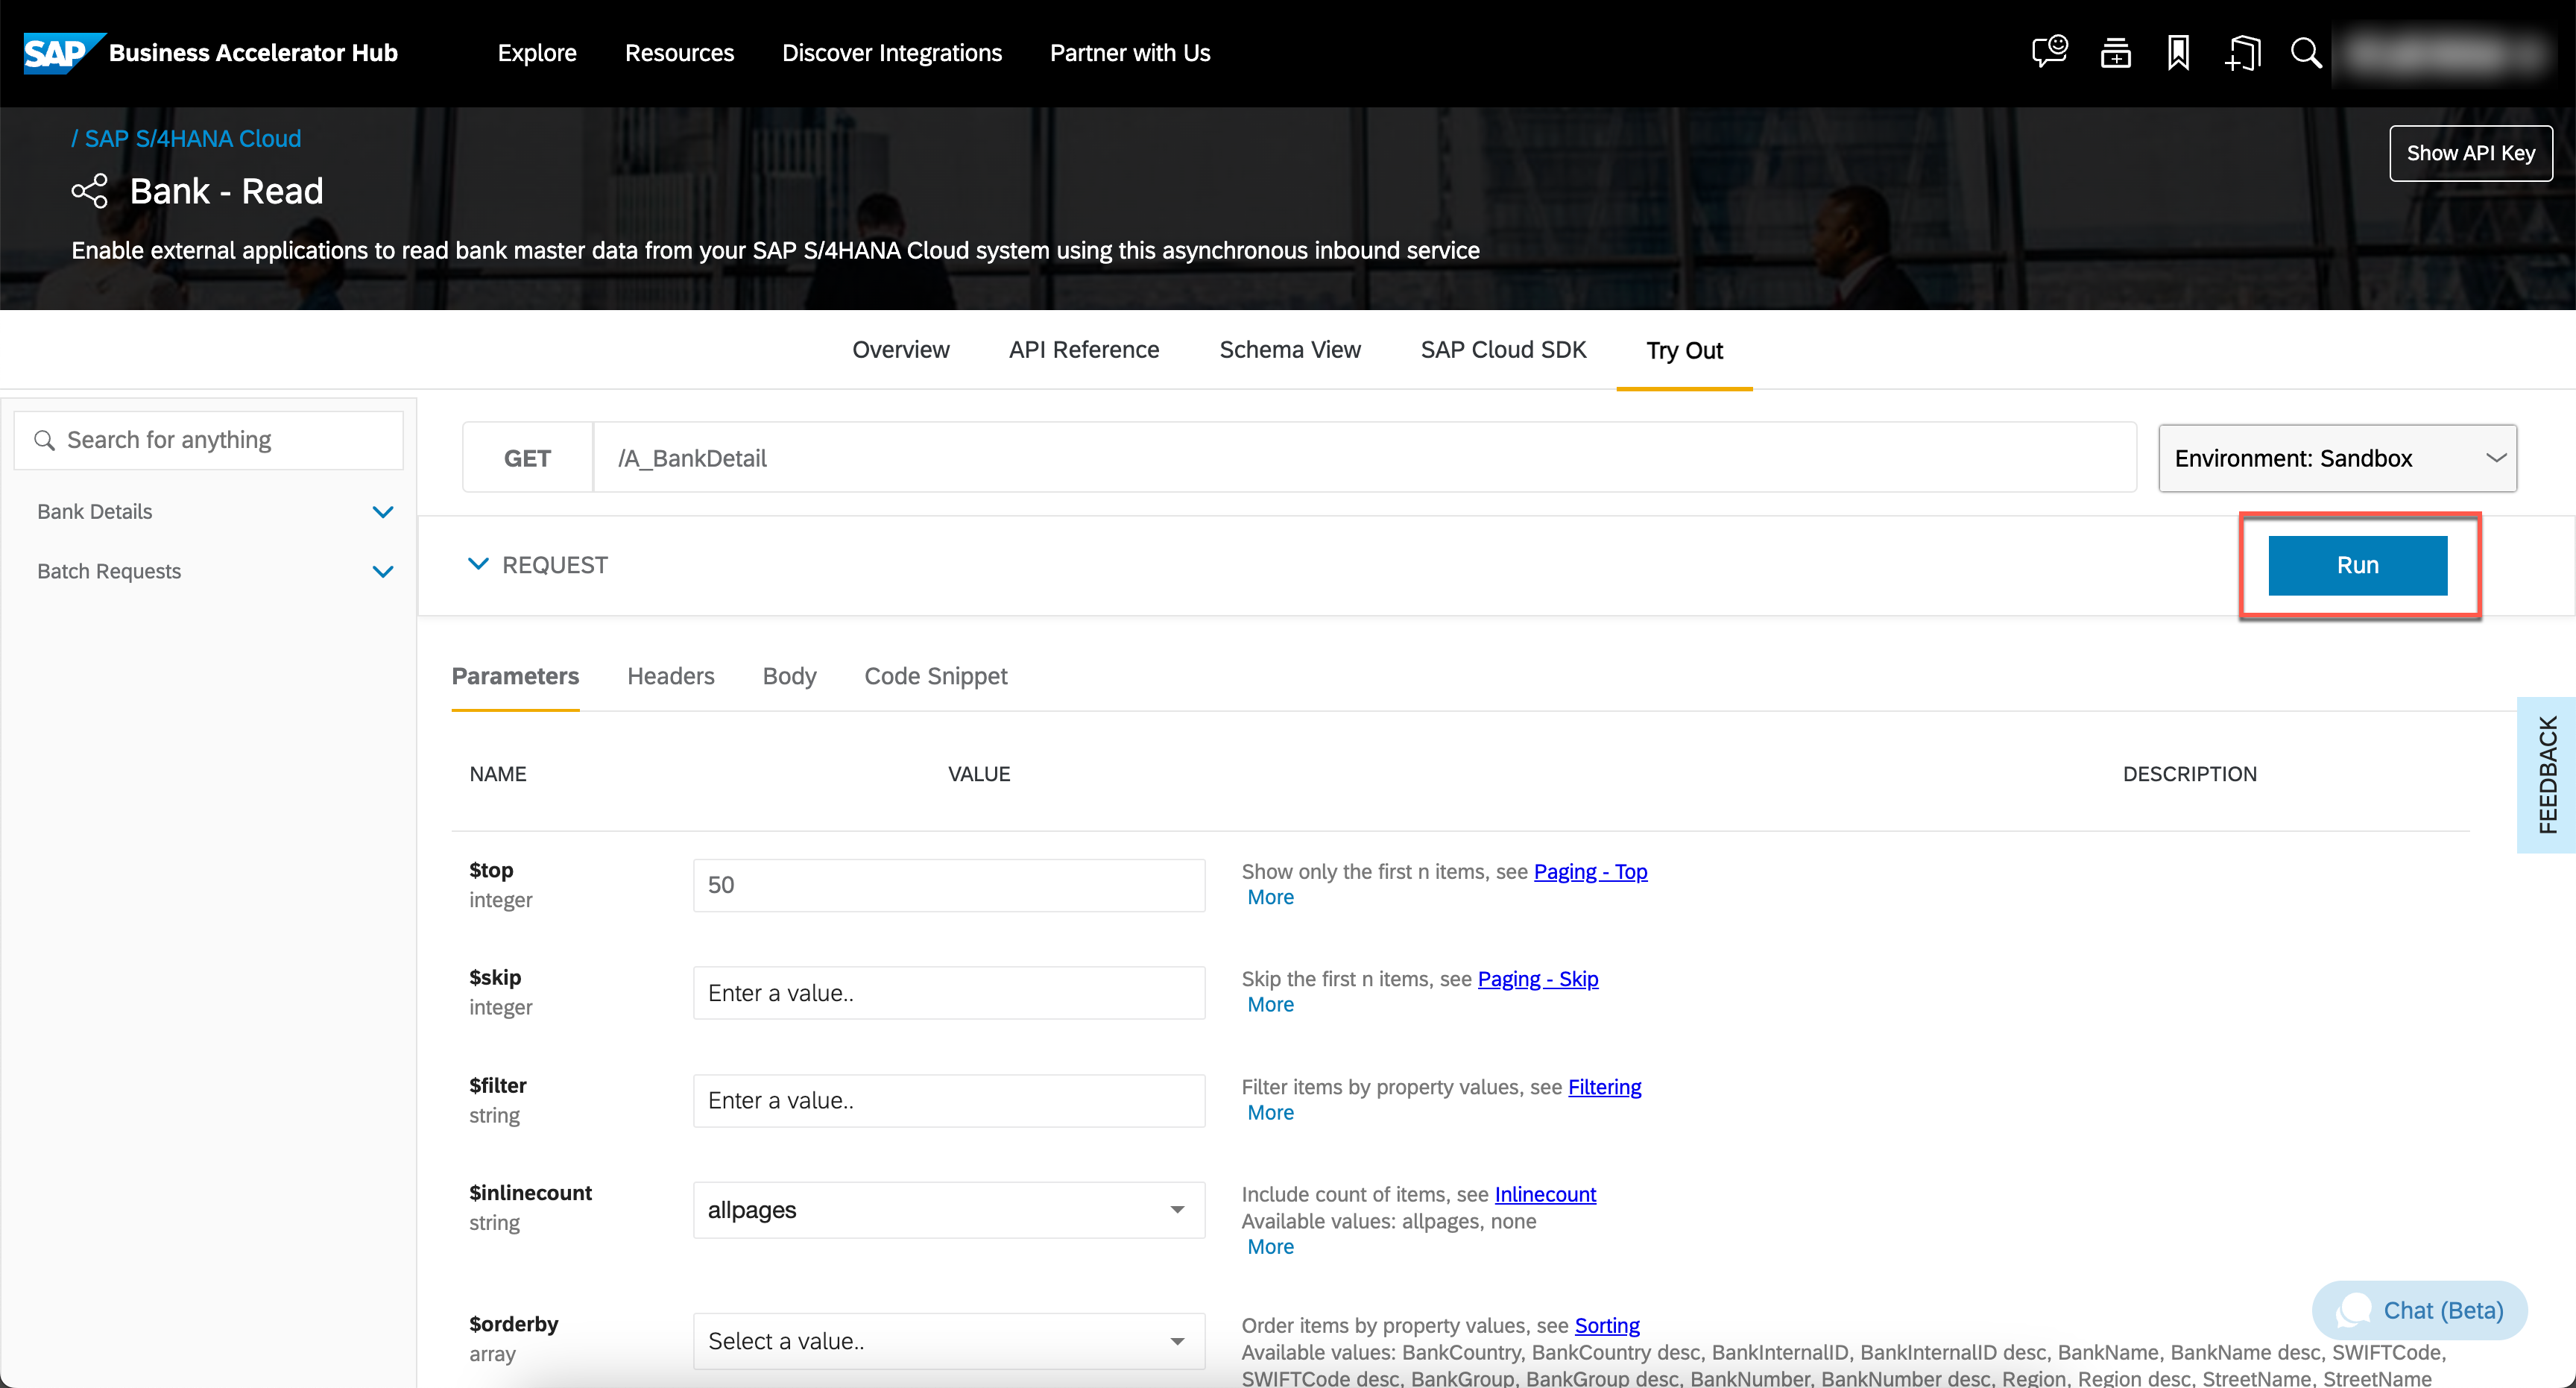 SAP Business Accelerator Hub Explore Resources Discover Integrations Partner with Us
/ SAP S/4HANA Cloud
Show API Key
Bank - Read
Enable external applications to read bank master data from your SAP S/4HANA Cloud system using this asynchronous inbound service
Overview API Reference Schema View SAP Cloud SDK Try Out
Search for anything
Bank Details
Batch Requests
GET /A_BankDetail Environment: Sandbox
REQUEST Run
Parameters Headers Body Code Snippet
FEEDBACK
NAME VALUE DESCRIPTION
$top
integer
50
Show only the first n items, see Paging - Top
More
$skip
integer
Enter a value..
Skip the first n items, see Paging - Skip
More
$filter
string
Enter a value..
Filter items by property values, see Filtering
More
$inlinecount
string
allpages
Include count of items, see Inlinecount
Available values: allpages, none
More
Chat (Beta)
$orderby
array
Select a value..
Order items by property values, see Sorting
Available values: BankCountry, BankCountry desc, BankInternalID, BankInternalID desc, BankName, BankName desc, SWIFTCode,
SWIFTCode desc, BankGroup, BankGroup desc, BankNumber, BankNumber desc, Region, Region desc, StreetName, StreetName